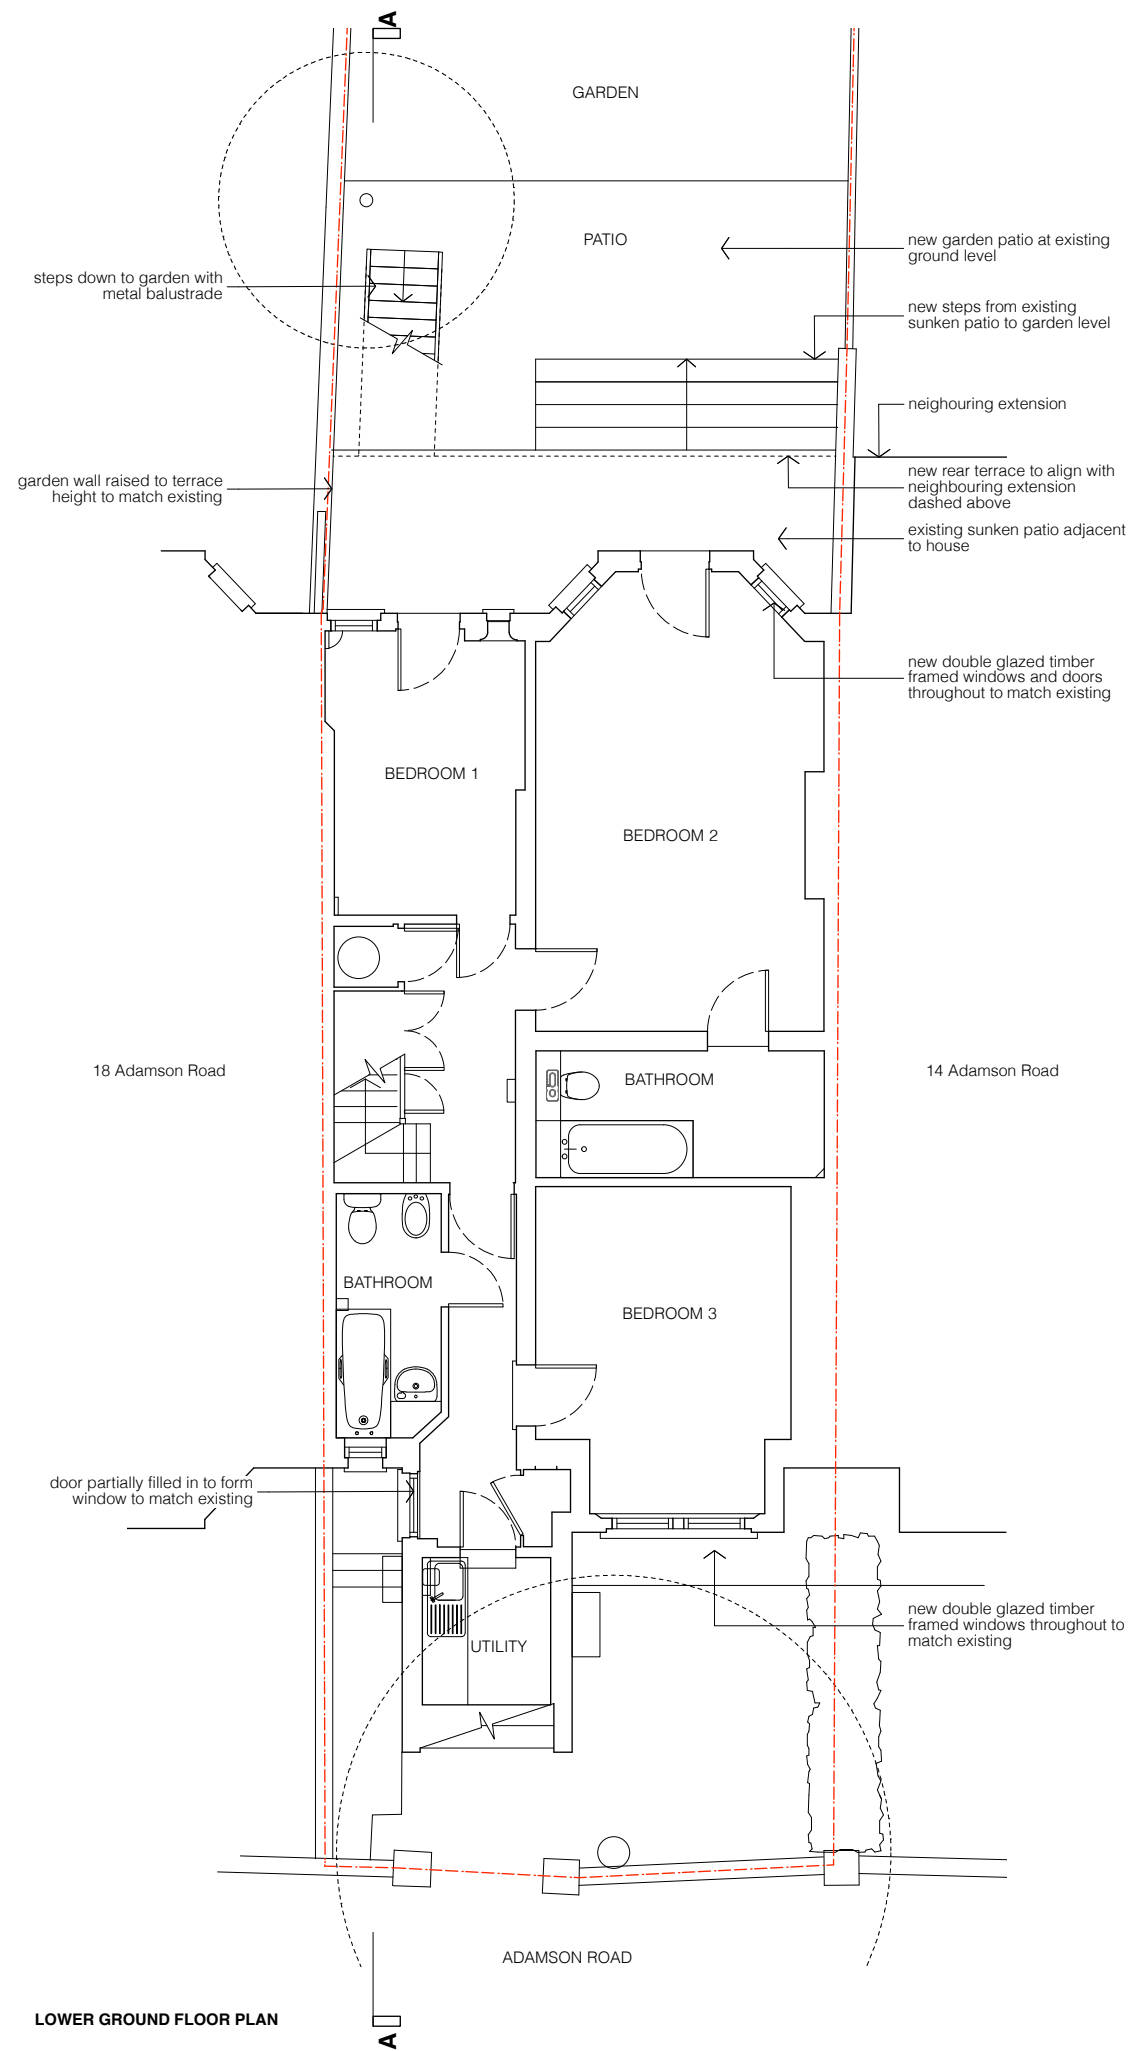 A
GARDEN
PATIO
new garden patio at existing
ground level
steps down to garden with
metal balustrade
new steps from existing
sunken patio to garden level
neighouring extension
garden wall raised to terrace
height to match existing
new rear terrace to align with
neighbouring extension
dashed above
existing sunken patio adjacent
to house
new double glazed timber
framed windows and doors
throughout to match existing
BEDROOM 1
BEDROOM 2
18 Adamson Road
14 Adamson Road
BATHROOM
BATHROOM
BEDROOM 3
door partially filled in to form
window to match existing
new double glazed timber
framed windows throughout to
match existing
UTILITY
ADAMSON ROAD
LOWER GROUND FLOOR PLAN
A